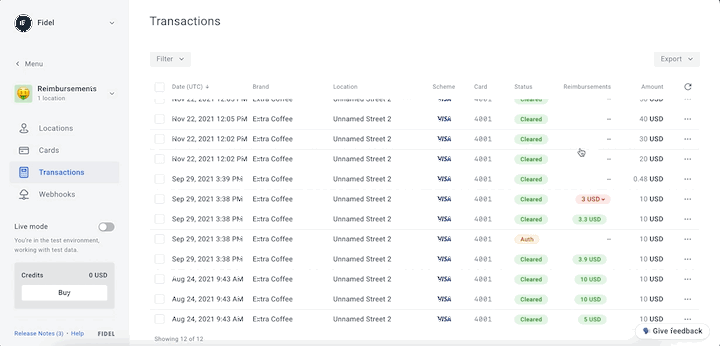 Fidel
Menu
Reimbursements
1 location
Locations
Cards
Transactions
Webhooks
Live mode
You're in the test environment,
working with test data.
Credits 0 USD
Buy
Release Notes (3) • Help FIDEL
Transactions
Filter Export
Date (UTC) ↓ Brand Location Scheme Card Status Reimbursements Amount
Nov 22, 2021 12:05 PM Extra Coffee Unnamed Street 2 VISA 4001 Cleared – USD
Nov 22, 2021 12:05 PM Extra Coffee Unnamed Street 2 VISA 4001 Cleared – 40 USD
Nov 22, 2021 12:02 PM Extra Coffee Unnamed Street 2 VISA 4001 Cleared – 30 USD
Nov 22, 2021 12:02 PM Extra Coffee Unnamed Street 2 VISA 4001 Cleared – 20 USD
Sep 29, 2021 3:39 PM Extra Coffee Unnamed Street 2 VISA 4001 Cleared – 0.48 USD
Sep 29, 2021 3:38 PM Extra Coffee Unnamed Street 2 VISA 4001 Cleared 3 USD 10 USD
Sep 29, 2021 3:38 PM Extra Coffee Unnamed Street 2 VISA 4001 Cleared 3.3 USD 10 USD
Sep 29, 2021 3:38 PM Extra Coffee Unnamed Street 2 VISA 4001 Auth – 10 USD
Sep 29, 2021 3:38 PM Extra Coffee Unnamed Street 2 VISA 4001 Cleared 3.9 USD 10 USD
Aug 24, 2021 9:43 AM Extra Coffee Unnamed Street 2 VISA 4001 Cleared 10 USD 10 USD
Aug 24, 2021 9:43 AM Extra Coffee Unnamed Street 2 VISA 4001 Cleared 10 USD 10 USD
Aug 24, 2021 9:43 AM Extra Coffee Unnamed Street 2 VISA 4001 Cleared 5 USD 10 USD
Showing 12 of 12
Give feedback